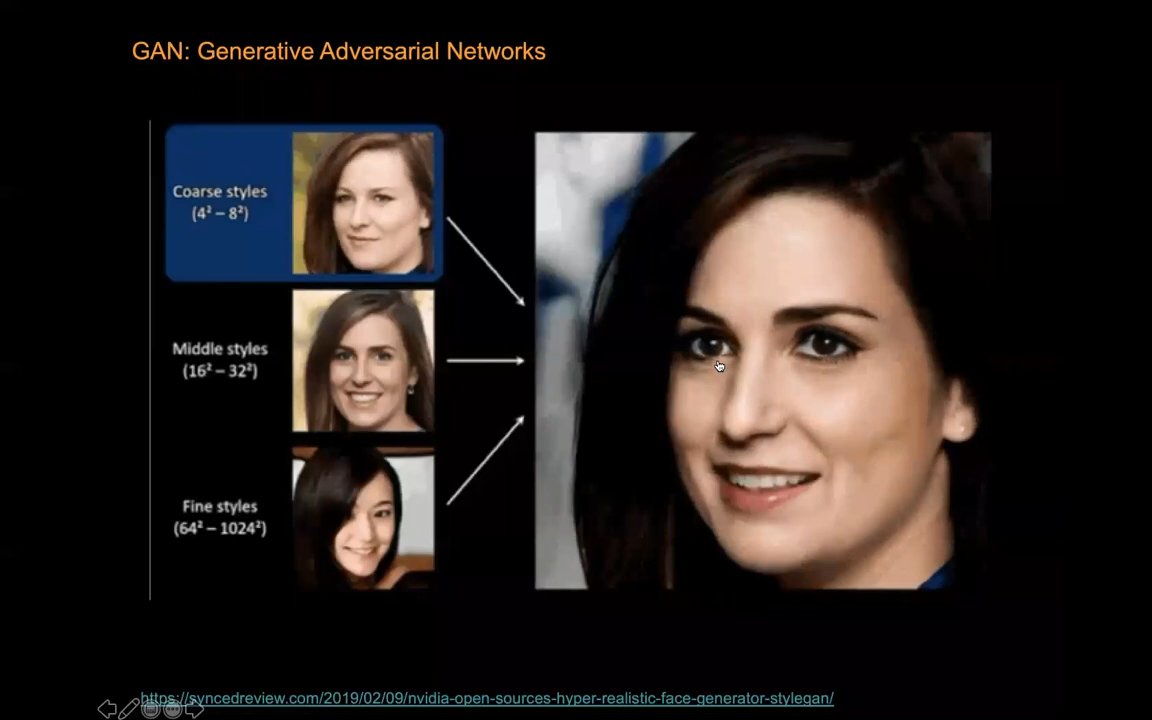 GAN: Generative Adversarial Networks
Coarse styles
(4² – 8²)
Middle styles
(16² – 32²)
Fine styles
(64² – 1024²)
https://syncedreview.com/2019/02/09/nvidia-open-sources-hyper-realistic-face-generator-stylegan/